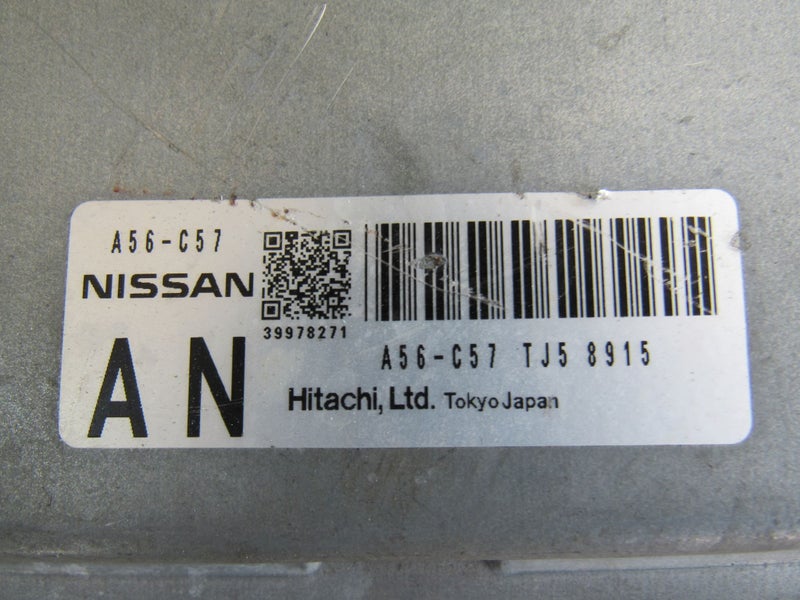 A56-C57
NISSAN
AN
39978271
A56-C57 TJ5 8915
Hitachi, Ltd. Tokyo Japan